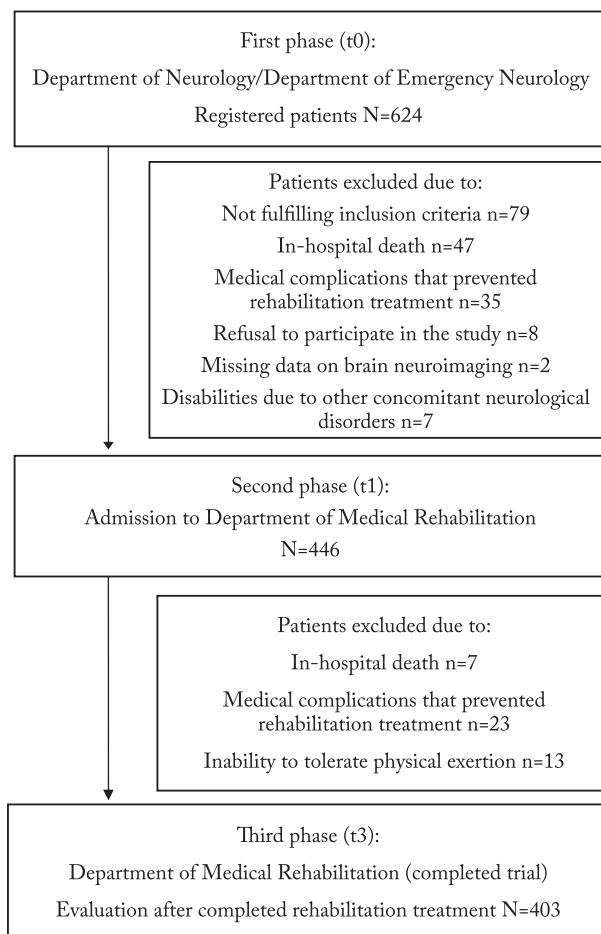 First phase (t0):
Department of Neurology/Department of Emergency Neurology
Registered patients N=624
Patients excluded due to:
Not fulfilling inclusion criteria n=79
In-hospital death n=47
Medical complications that prevented
rehabilitation treatment n=35
Refusal to participate in the study n=8
Missing data on brain neuroimaging n=2
Disabilities due to other concomitant neurological
disorders n=7
Second phase (t1):
Admission to Department of Medical Rehabilitation
N=446
Patients excluded due to:
In-hospital death n=7
Medical complications that prevented
rehabilitation treatment n=23
Inability to tolerate physical exertion n=13
Third phase (t3):
Department of Medical Rehabilitation (completed trial)
Evaluation after completed rehabilitation treatment N=403